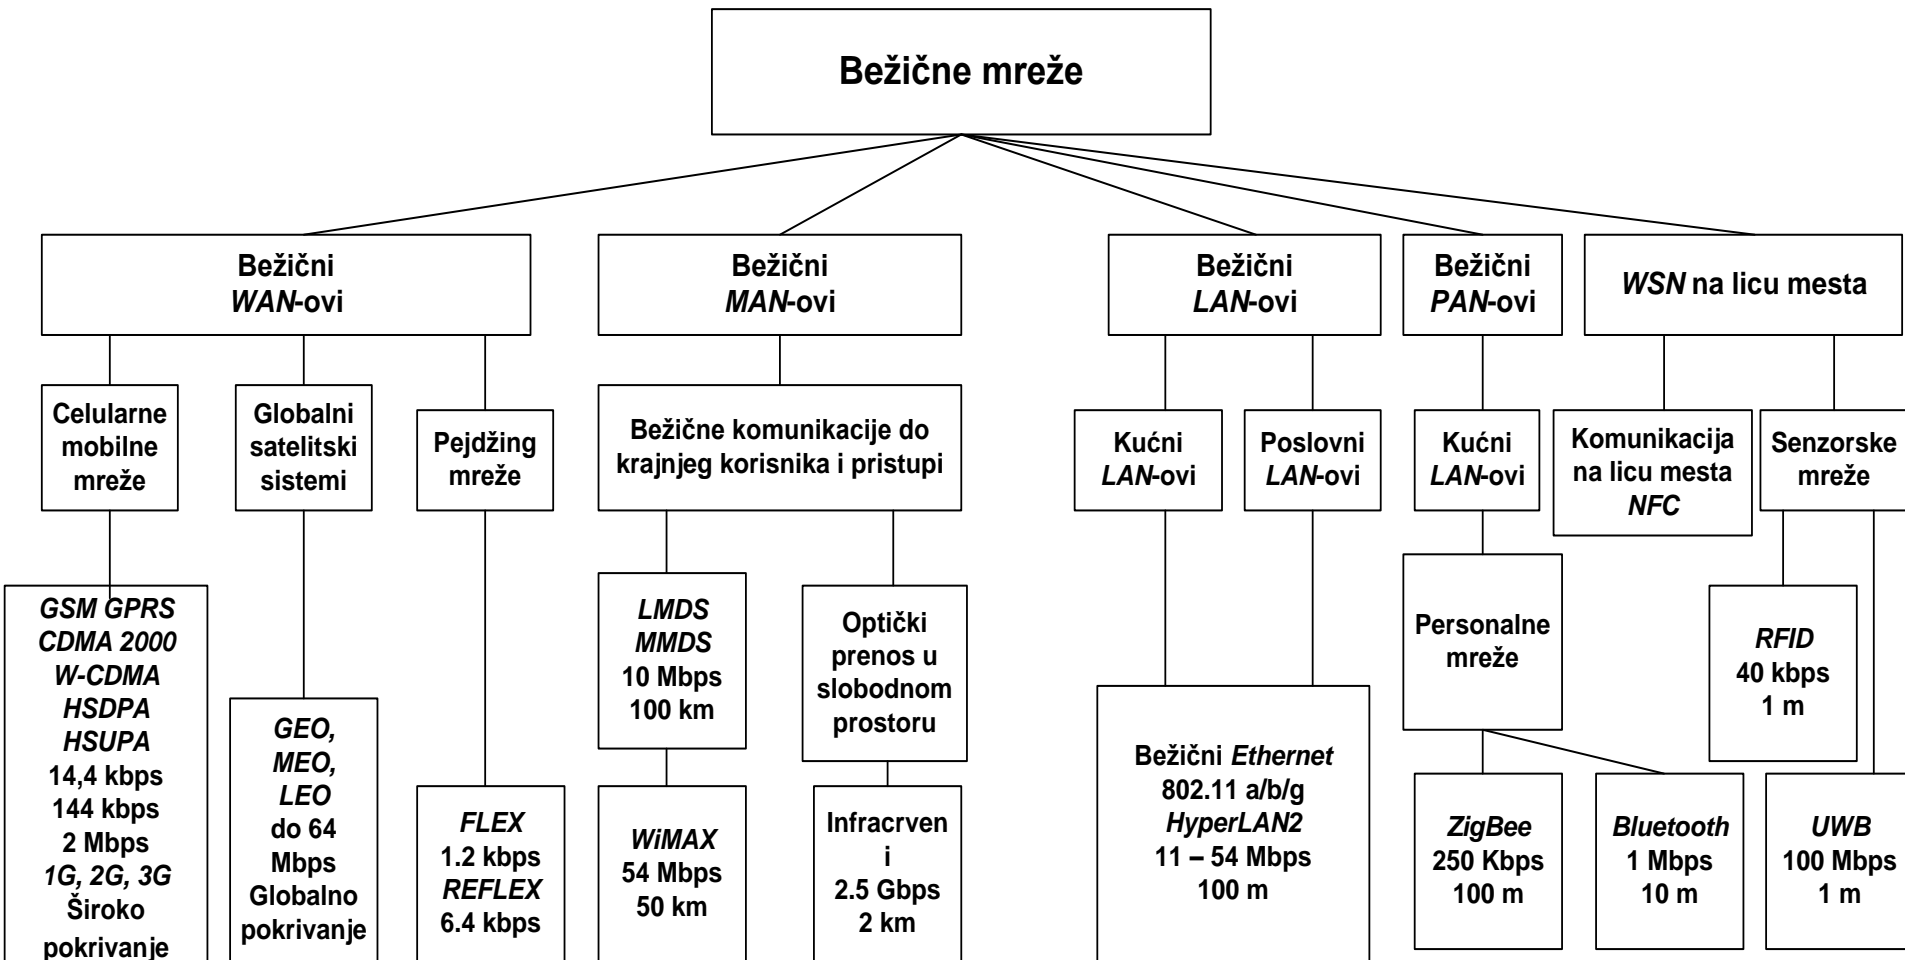 Bežične mreže
Bežični
WAN-ovi
Bežični
MAN-ovi
Bežični
LAN-ovi
Bežični
PAN-ovi
WSN na licu mesta
Celularne
mobilne
mreže
Globalni
satelitski
sistemi
Pejdžing
mreže
Bežične komunikacije do
krajnjeg korisnika i pristupi
Kućni
LAN-ovi
Poslovni
LAN-ovi
Kućni
LAN-ovi
Komunikacija
na licu mesta
NFC
Senzorske
mreže
GSM GPRS
CDMA 2000
W-CDMA
HSDPA
HSUPA
14,4 kbps
144 kbps
2 Mbps
1G, 2G, 3G
Široko
pokrivanje
GEO,
MEO,
LEO
do 64
Mbps
Globalno
pokrivanje
FLEX
1.2 kbps
REFLEX
6.4 kbps
LMDS
MMDS
10 Mbps
100 km
WiMAX
54 Mbps
50 km
Optički
prenos u
slobodnom
prostoru
Infracrven
i
2.5 Gbps
2 km
Bežični Ethernet
802.11 a/b/g
HyperLAN2
11 – 54 Mbps
100 m
Personalne
mreže
ZigBee
250 Kbps
100 m
Bluetooth
1 Mbps
10 m
RFID
40 kbps
1 m
UWB
100 Mbps
1 m